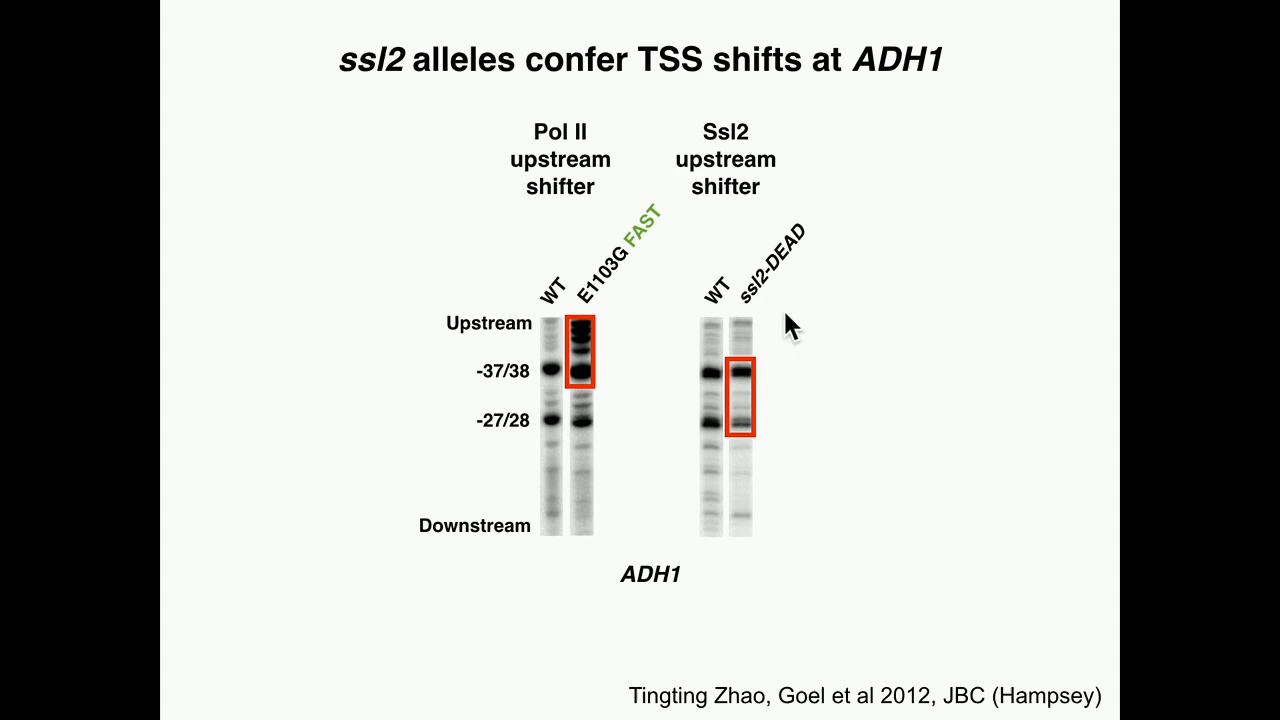 ssl2 alleles confer TSS shifts at ADH1
Pol II
upstream
shifter
Ssl2
upstream
shifter
WT
E1103G FAST
WT
ssl2-DEAD
Upstream
-37/38
-27/28
Downstream
ADH1
Tingting Zhao, Goel et al 2012, JBC (Hampsey)